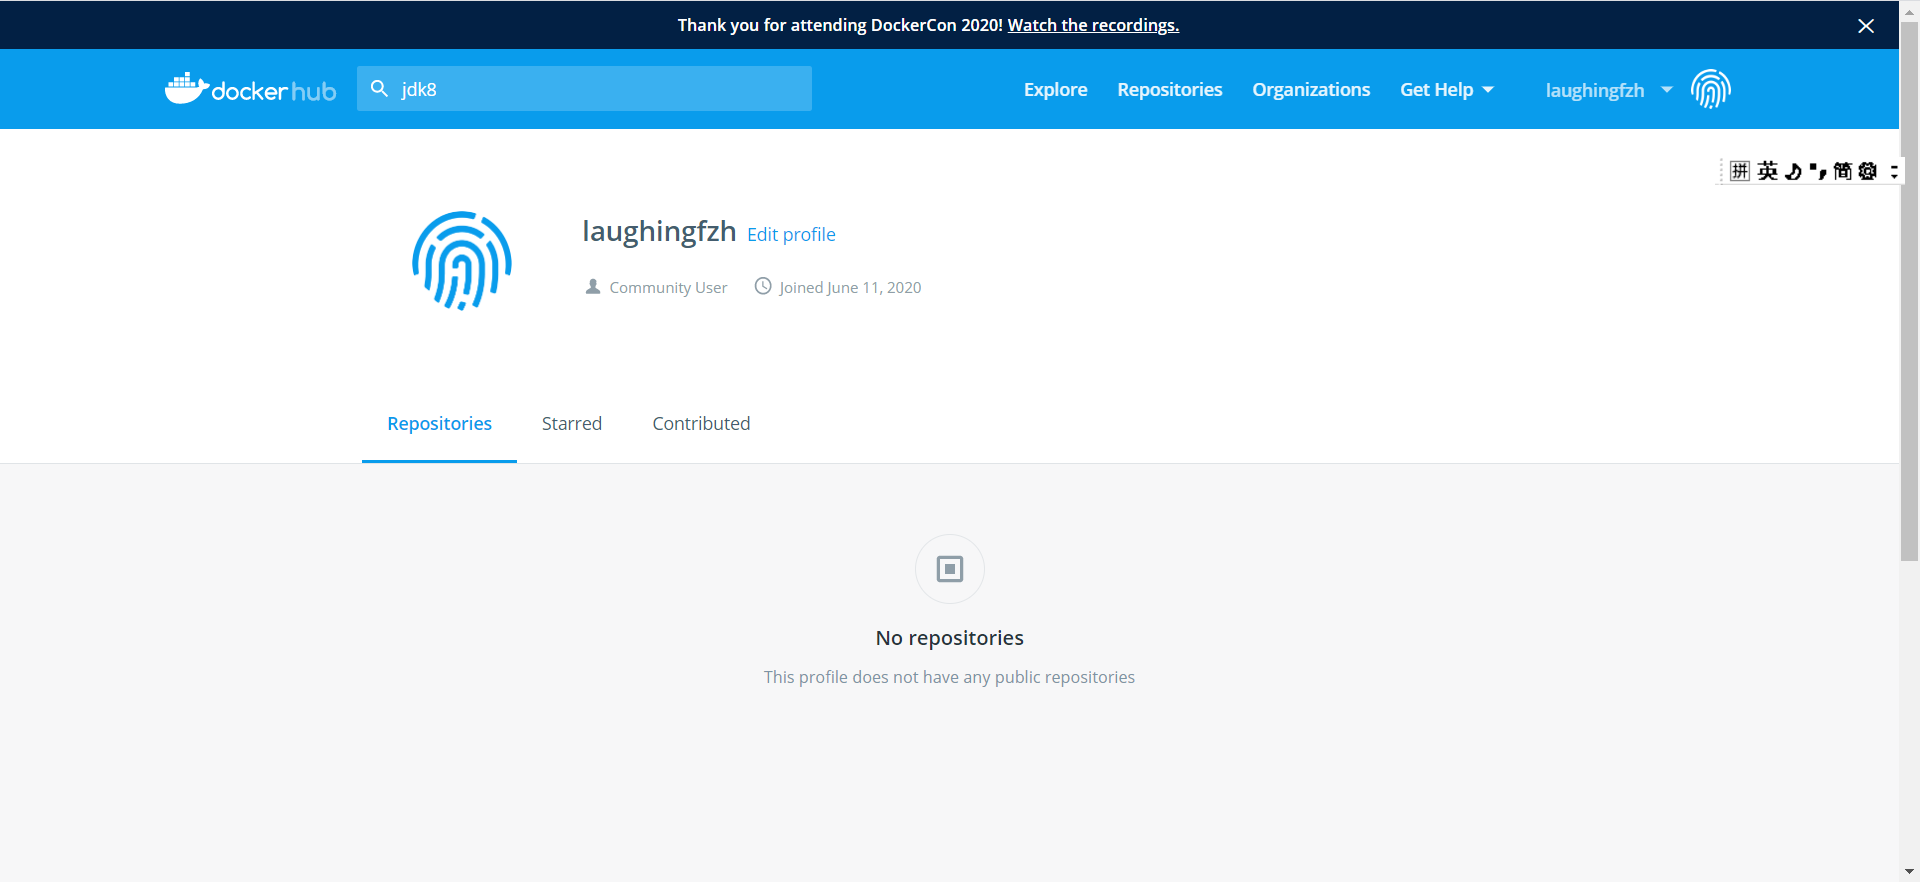 Thank you for attending DockerCon 2020! Watch the recordings.
dockerhub jdk8 Explore Repositories Organizations Get Help laughingfzh
拼 英 简
laughingfzh Edit profile
Community User Joined June 11, 2020
Repositories Starred Contributed
No repositories
This profile does not have any public repositories